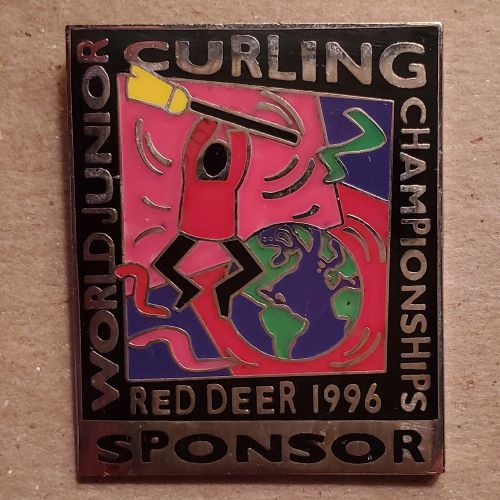 WORLD JUNIOR
CURLING
CHAMPIONSHIPS
RED DEER 1996
SPONSOR